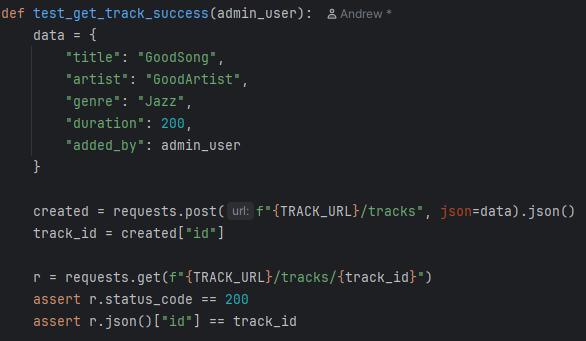 def test_get_track_success(admin_user): Andrew *
    data = {
        "title": "GoodSong",
        "artist": "GoodArtist",
        "genre": "Jazz",
        "duration": 200,
        "added_by": admin_user
    }

    created = requests.post( url: f"{TRACK_URL}/tracks", json=data).json()
    track_id = created["id"]

    r = requests.get(f"{TRACK_URL}/tracks/{track_id}")
    assert r.status_code == 200
    assert r.json()["id"] == track_id